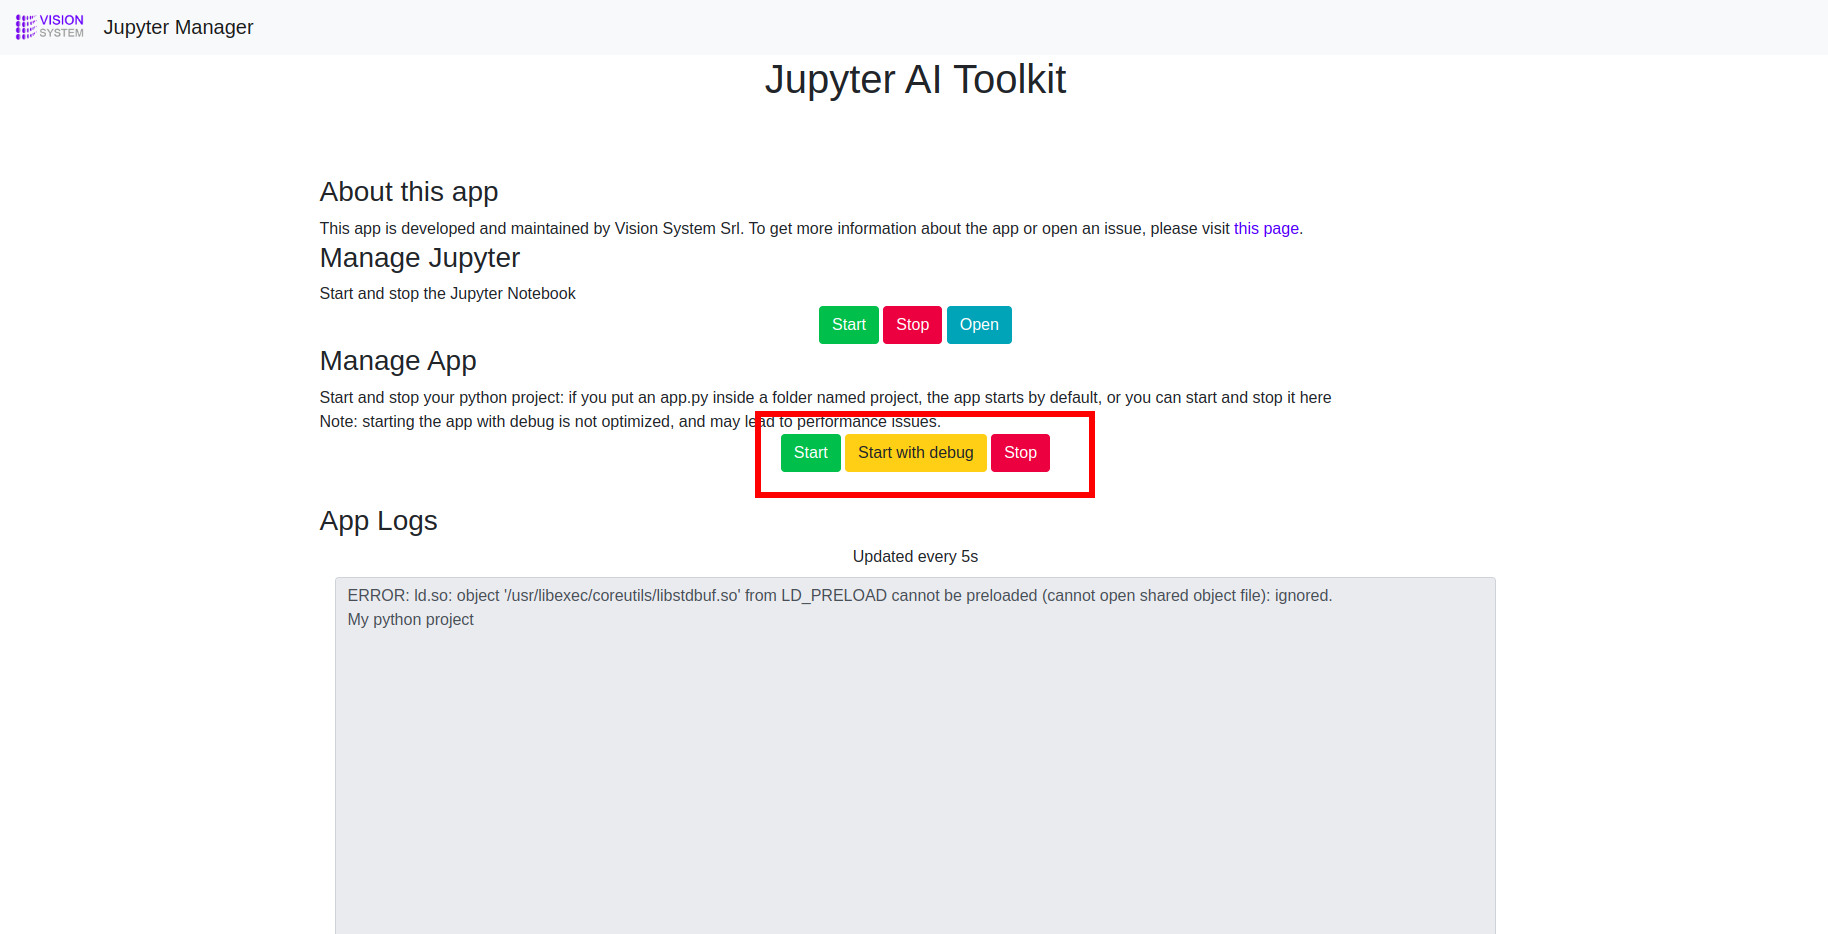 VISION
SYSTEM
Jupyter Manager
Jupyter AI Toolkit
About this app
This app is developed and maintained by Vision System Srl. To get more information about the app or open an issue, please visit this page.
Manage Jupyter
Start and stop the Jupyter Notebook
Start Stop Open
Manage App
Start and stop your python project: if you put an app.py inside a folder named project, the app starts by default, or you can start and stop it here
Note: starting the app with debug is not optimized, and may lead to performance issues.
Start Start with debug Stop
App Logs
Updated every 5s
ERROR: ld.so: object '/usr/libexec/coreutils/libstdbuf.so' from LD_PRELOAD cannot be preloaded (cannot open shared object file): ignored.
My python project